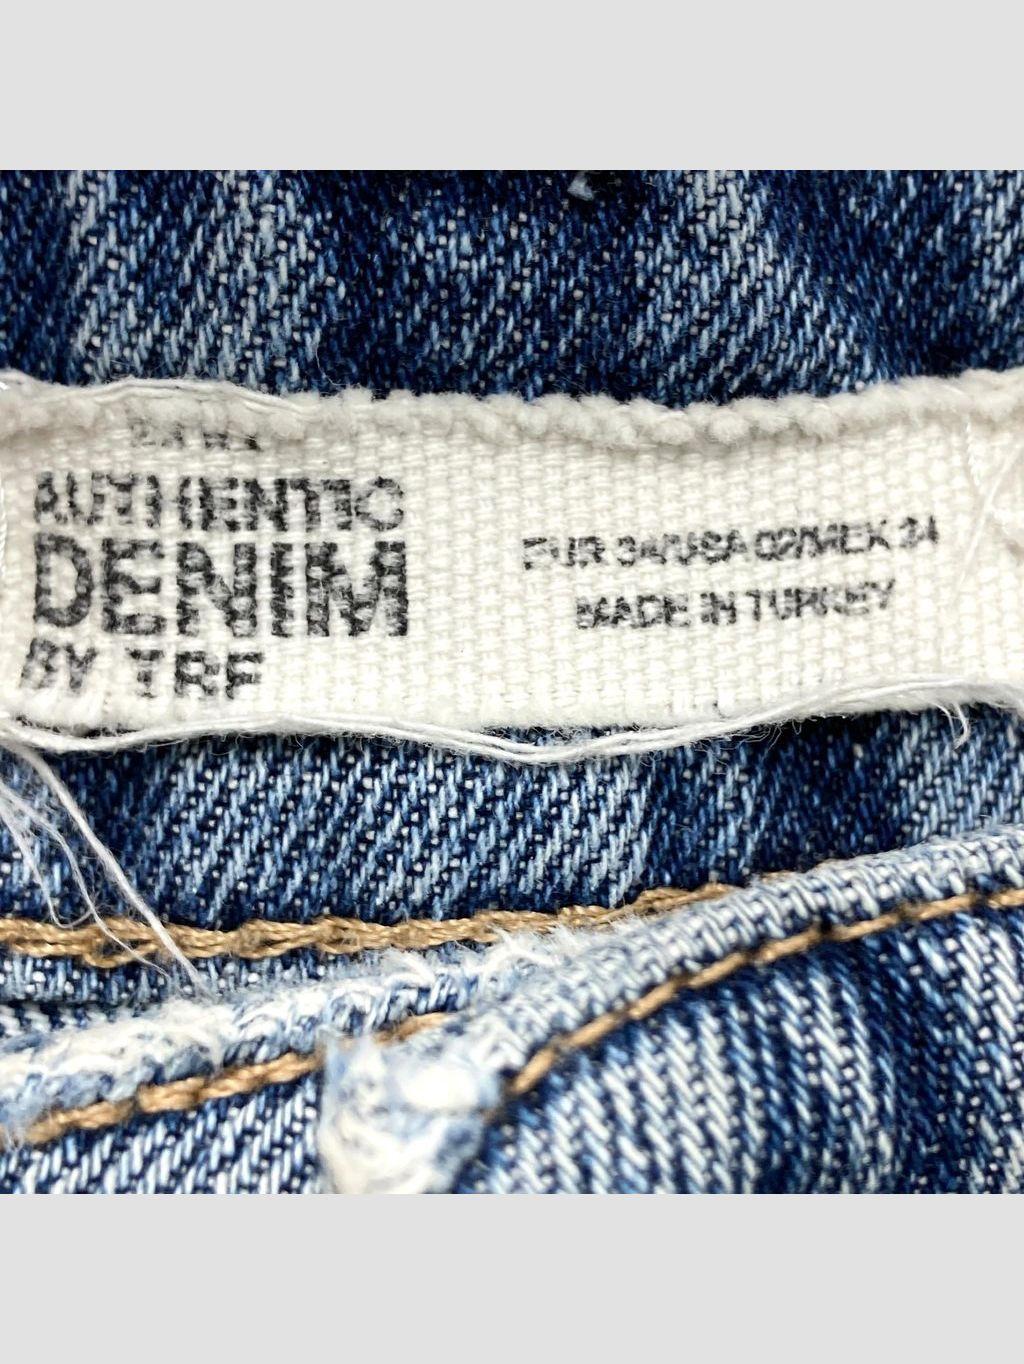 AUTHENTIC
DENIM
BY TRF
EUR 34/USA 02/MEX 24
MADE IN TURKEY